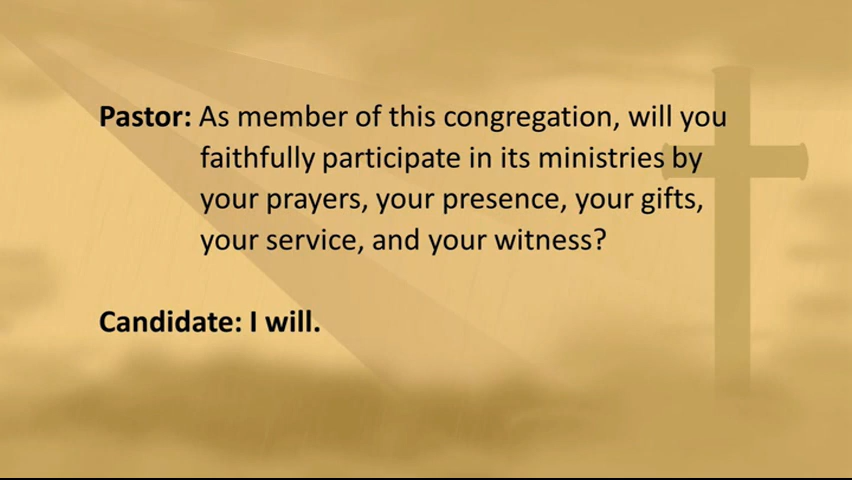 Pastor: As member of this congregation, will you
faithfully participate in its ministries by
your prayers, your presence, your gifts,
your service, and your witness?
Candidate: I will.